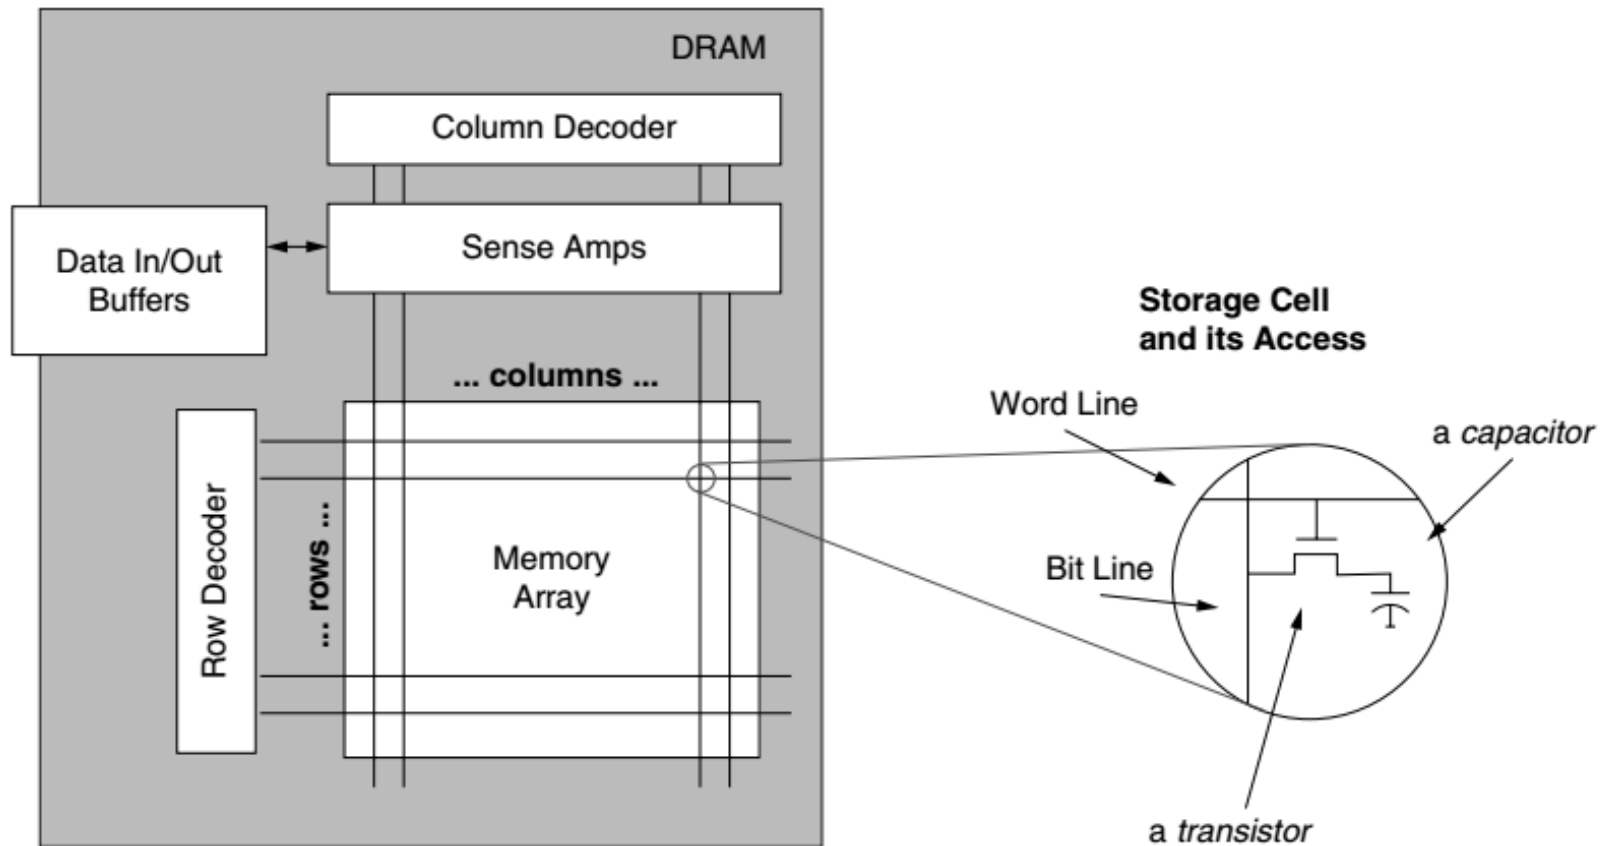 DRAM
Column Decoder
Sense Amps
Data In/Out
Buffers
... columns ...
Row Decoder
... rows ...
Memory
Array
Storage Cell
and its Access
Word Line
a capacitor
Bit Line
a transistor